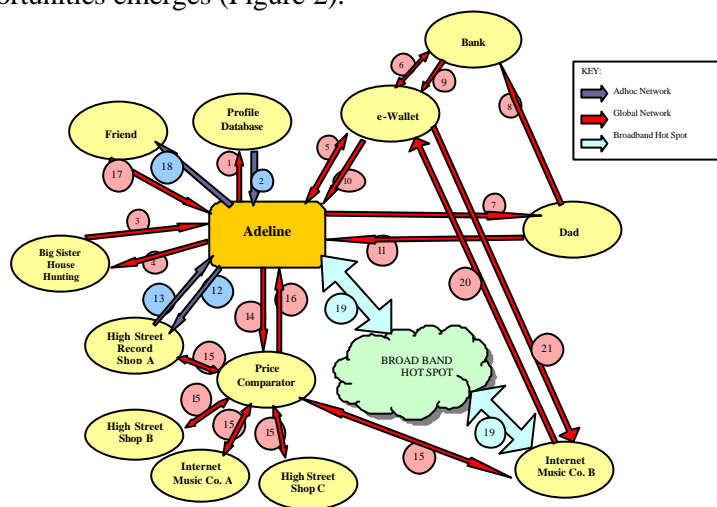 ortunities emerges (Figure 2).
Bank
KEY:
Adhoc Network
Global Network
Broadband Hot Spot
6
9
8
e-Wallet
Profile
Database
Friend
5
10
1
2
18
17
7
3
Adeline
Dad
Big Sister
House
Hunting
4
11
20
13
12
14
16
19
21
High Street
Record
Shop A
15
Price
Comparator
BROAD BAND
HOT SPOT
15
15
15
15
19
High Street
Shop B
Internet
Music Co. A
High Street
Shop C
Internet
Music Co. B